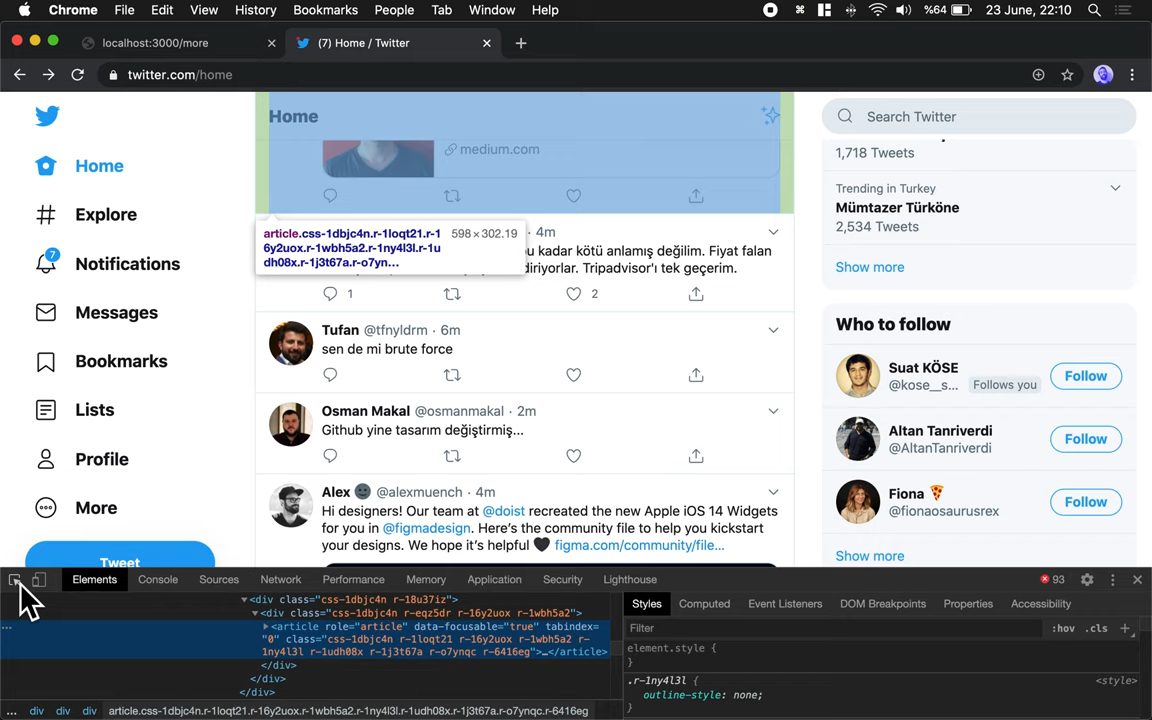 Chrome File Edit View History Bookmarks People Tab Window Help %64 23 June, 22:10
localhost:3000/more (7) Home / Twitter
twitter.com/home
Home
Search Twitter
medium.com
1,718 Tweets
Home
Trending in Turkey
Mümtazer Türköne
2,534 Tweets
Explore
article.css-1dbjc4n.r-1loqt21.r-1 598 × 302.19
6y2uox.r-1wbh5a2.r-1ny4l3l.r-1u
dh08x.r-1j3t67a.r-o7yn...
· 4m
u kadar kötü anlamış değilim. Fiyat falan
diriyorlar. Tripadvisor'ı tek geçerim.
1 2
Show more
7
Notifications
Messages
Who to follow
Tufan @tfnyldrm · 6m
sen de mi brute force
Bookmarks
Suat KÖSE
@kose__s... Follows you
Follow
Lists
Osman Makal @osmanmakal · 2m
Github yine tasarım değiştirmiş...
Altan Tanriverdi
@AltanTanriverdi
Follow
Profile
More
Alex @alexmuench · 4m
Hi designers! Our team at @doist recreated the new Apple iOS 14 Widgets
for you in @figmadesign. Here's the community file to help you kickstart
your designs. We hope it's helpful figma.com/community/file...
Fiona
@fionaosaurusrex
Follow
Show more
Tweet
Elements Console Sources Network Performance Memory Application Security Lighthouse 93
<div class="css-1dbjc4n r-18u37iz">
<div class="css-1dbjc4n r-eqz5dr r-16y2uox r-1wbh5a2">
<article role="article" data-focusable="true" tabindex=
"0" class="css-1dbjc4n r-1loqt21 r-16y2uox r-1wbh5a2 r-
1ny4l3l r-1udh08x r-1j3t67a r-o7ynqc r-6416eg">…</article>
</div>
</div>
</div>
... div div div article.css-1dbjc4n.r-1loqt21.r-16y2uox.r-1wbh5a2.r-1ny4l3l.r-1udh08x.r-1j3t67a.r-o7ynqc.r-6416eg
Styles Computed Event Listeners DOM Breakpoints Properties Accessibility
Filter :hov .cls +
element.style {
}
.r-1ny4l3l { <style>
outline-style: none;
}